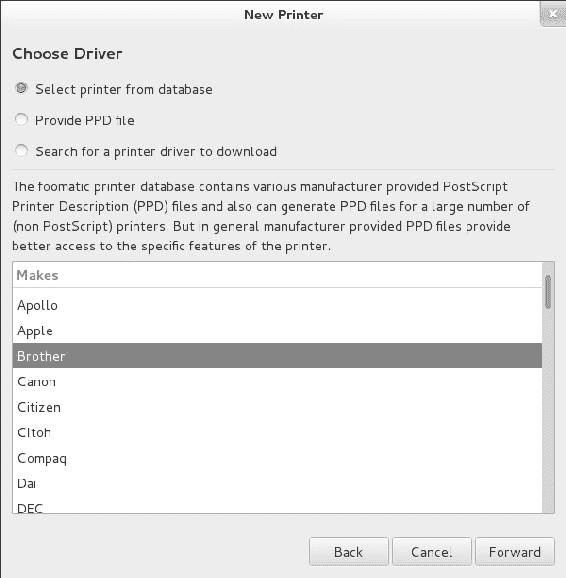 New Printer
Choose Driver
Select printer from database
Provide PPD file
Search for a printer driver to download
The foomatic printer database contains various manufacturer provided PostScript
Printer Description (PPD) files and also can generate PPD files for a large number of
(non PostScript) printers. But in general manufacturer provided PPD files provide
better access to the specific features of the printer.
Makes
Apollo
Apple
Brother
Canon
Citizen
CItoh
Compaq
Dai
DEC
Back Cancel Forward